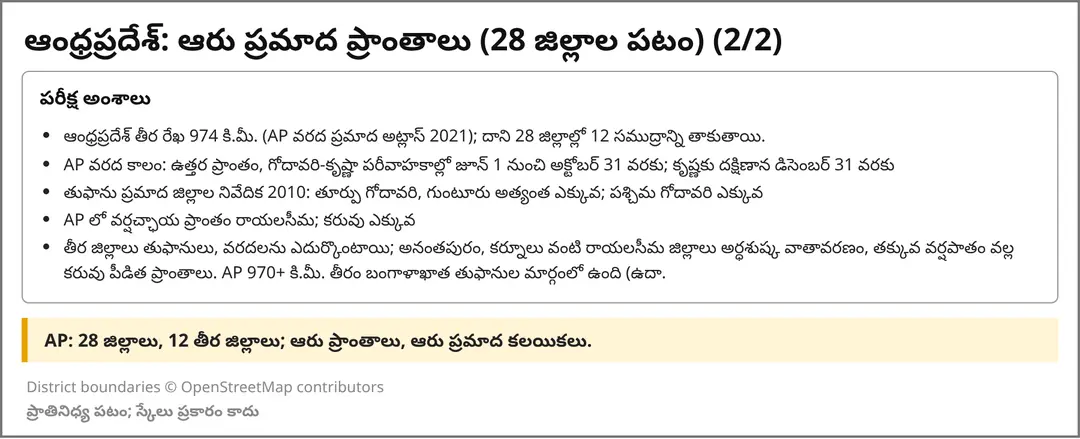 ఆంధ్రప్రదేశ్: ఆరు ప్రమాద ప్రాంతాలు (28 జిల్లాల పటం) (2/2)
పరీక్ష అంశాలు
• ఆంధ్రప్రదేశ్ తీర రేఖ 974 కి.మీ. (AP వరద ప్రమాద అట్లాస్ 2021); దాని 28 జిల్లాల్లో 12 సముద్రాన్ని తాకుతాయి.
• AP వరద కాలం: ఉత్తర ప్రాంతం, గోదావరి-కృష్ణా పరీవాహకాల్లో జూన్ 1 నుంచి అక్టోబర్ 31 వరకు; కృష్ణకు దక్షిణాన డిసెంబర్ 31 వరకు
• తుఫాను ప్రమాద జిల్లాల నివేదిక 2010: తూర్పు గోదావరి, గుంటూరు అత్యంత ఎక్కువ; పశ్చిమ గోదావరి ఎక్కువ
• AP లో వర్షచ్ఛాయ ప్రాంతం రాయలసీమ; కరువు ఎక్కువ
• తీర జిల్లాలు తుఫానులు, వరదలను ఎదుర్కొంటాయి; అనంతపురం, కర్నూలు వంటి రాయలసీమ జిల్లాలు అర్ధశుష్క వాతావరణం, తక్కువ వర్షపాతం వల్ల
కరువు పీడిత ప్రాంతాలు. AP 970+ కి.మీ. తీరం బంగాళాఖాత తుఫానుల మార్గంలో ఉంది (ఉదా.
AP: 28 జిల్లాలు, 12 తీర జిల్లాలు; ఆరు ప్రాంతాలు, ఆరు ప్రమాద కలయికలు.
District boundaries © OpenStreetMap contributors
ప్రాతినిధ్య పటం; స్కేలు ప్రకారం కాదు